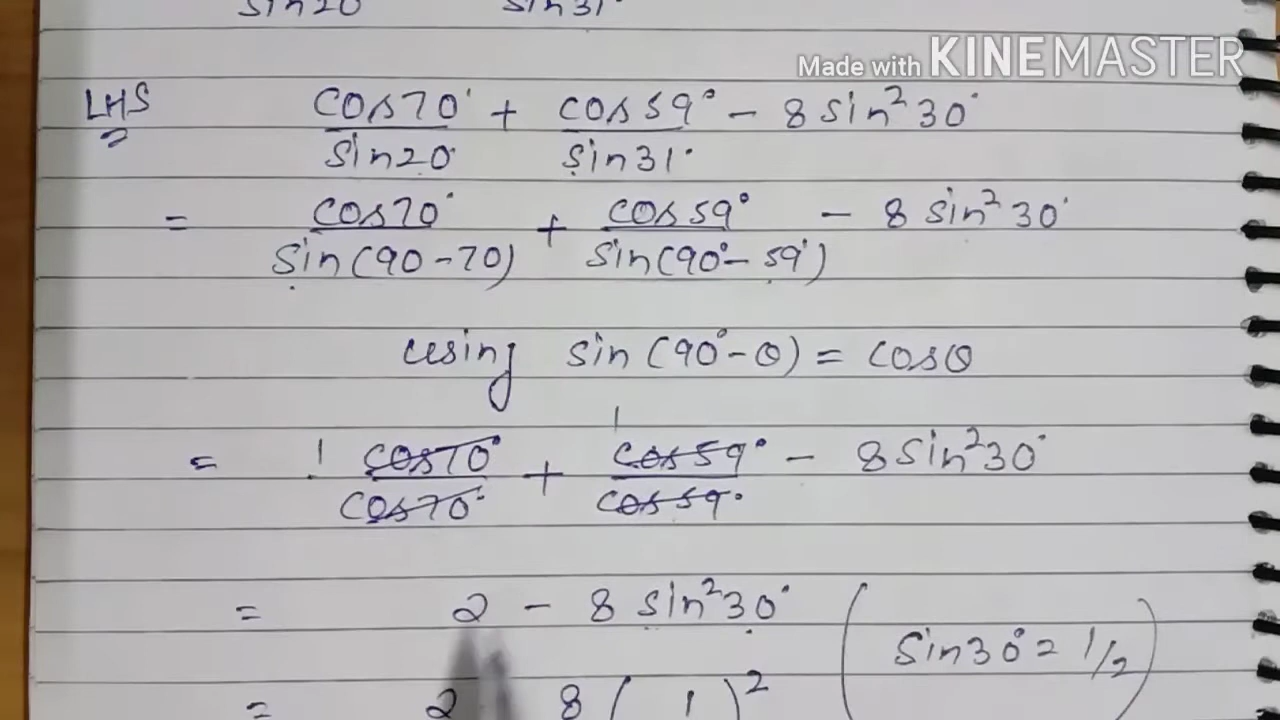 sin20 sin31°
Made with KINEMASTER
LHS cos70° + cos59° - 8 sin²30°
= sin20° sin31°
= cos70° + cos59° - 8 sin²30°
sin(90-70) sin(90°-59°)
using sin(90°-θ) = cosθ
1
= 1 cos70° + cos59° - 8 sin²30°
cos70° cos59°
= 2 - 8 sin²30°
sin30° = 1/2
= 2 8 ( 1 )²